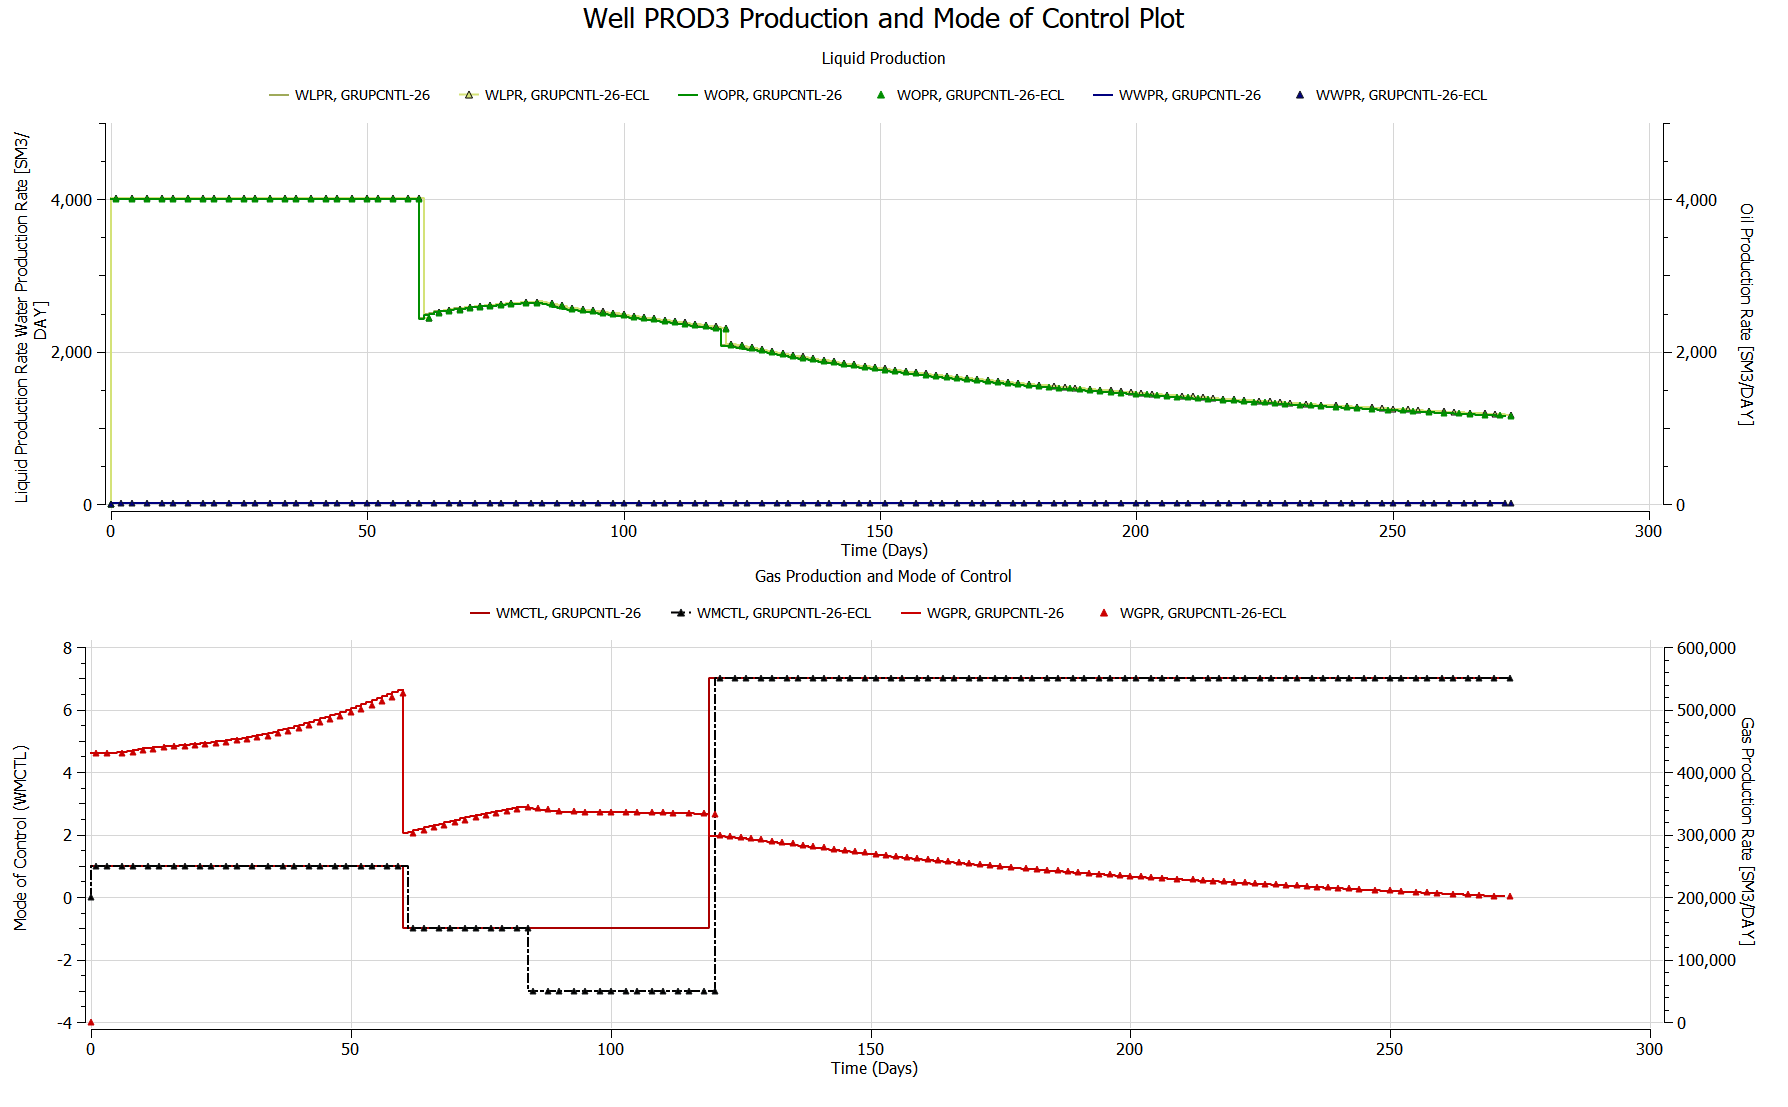 Well PROD3 Production and Mode of Control Plot
Liquid Production
WLPR, GRUPCNTL-26 WLPR, GRUPCNTL-26-ECL WOPR, GRUPCNTL-26 WOPR, GRUPCNTL-26-ECL WWPR, GRUPCNTL-26 WWPR, GRUPCNTL-26-ECL
Liquid Production Rate Water Production Rate [SM3/
DAY]
4,000
2,000
0
4,000
2,000
0
Oil Production Rate [SM3/DAY]
0 50 100 150 200 250 300
Time (Days)
Gas Production and Mode of Control
WMCTL, GRUPCNTL-26 WMCTL, GRUPCNTL-26-ECL WGPR, GRUPCNTL-26 WGPR, GRUPCNTL-26-ECL
Mode of Control (WMCTL)
8
6
4
2
0
-2
-4
600,000
500,000
400,000
300,000
200,000
100,000
0
Gas Production Rate [SM3/DAY]
0 50 100 150 200 250 300
Time (Days)